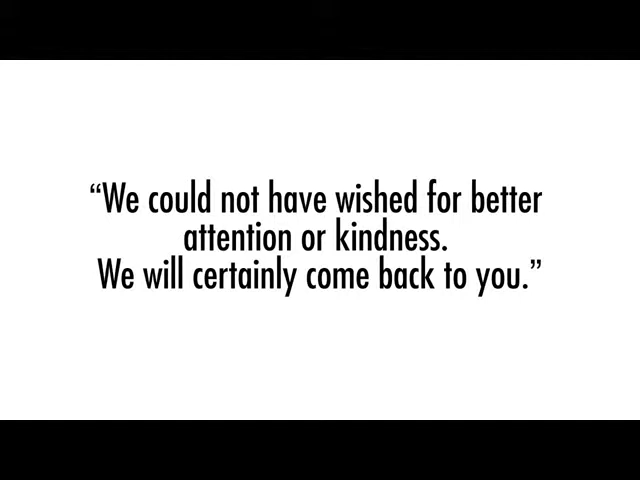 “We could not have wished for better
attention or kindness.
We will certainly come back to you.”